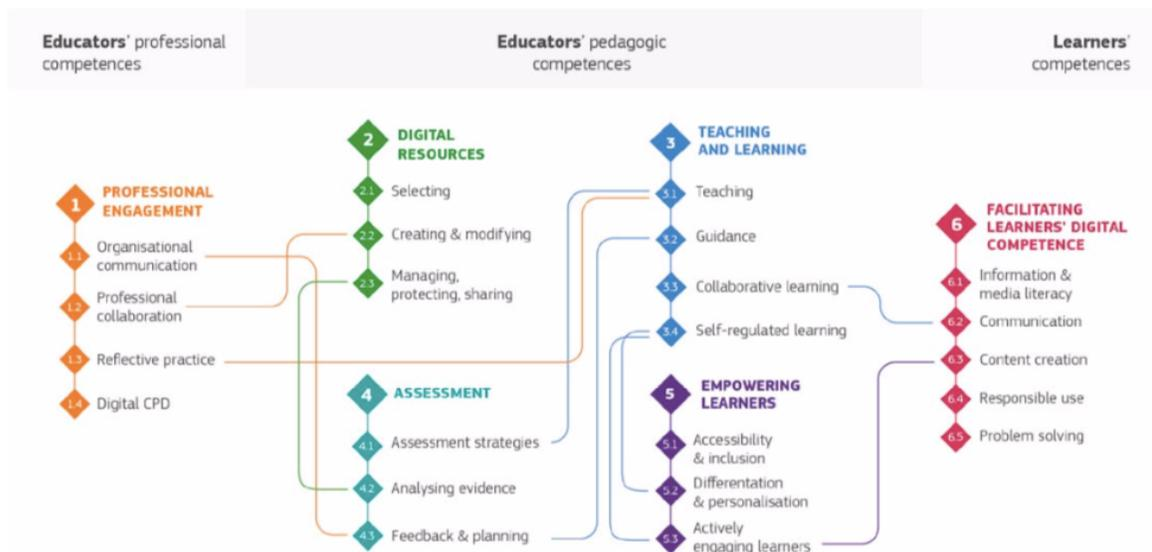 Educators' professional
competences
Educators' pedagogic
competences
Learners'
competences
1
PROFESSIONAL
ENGAGEMENT
1.1
Organisational
communication
1.2
Professional
collaboration
1.3
Reflective practice
1.4
Digital CPD
2
DIGITAL
RESOURCES
2.1
Selecting
2.2
Creating & modifying
2.3
Managing,
protecting, sharing
4
ASSESSMENT
4.1
Assessment strategies
4.2
Analysing evidence
4.3
Feedback & planning
3
TEACHING
AND LEARNING
3.1
Teaching
3.2
Guidance
3.3
Collaborative learning
3.4
Self-regulated learning
5
EMPOWERING
LEARNERS
5.1
Accessibility
& inclusion
5.2
Differentation
& personalisation
5.3
Actively
engaging learners
6
FACILITATING
LEARNERS' DIGITAL
COMPETENCE
6.1
Information &
media literacy
6.2
Communication
6.3
Content creation
6.4
Responsible use
6.5
Problem solving